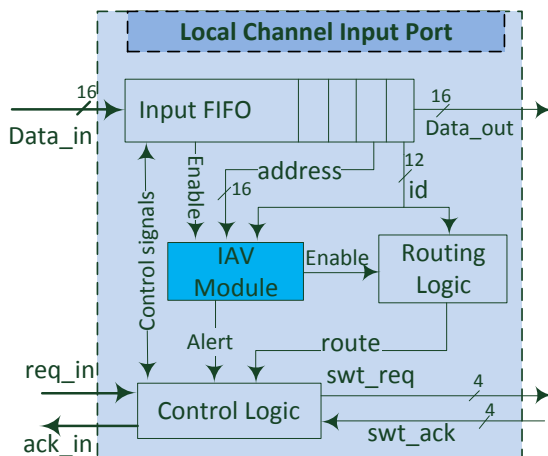 Local Channel Input Port
16
Data_in
Input FIFO
16
Data_out
Enable
address
16
12
id
Control signals
IAV
Module
Enable
Routing
Logic
Alert
route
req_in
swt_req
4
Control Logic
4
ack_in
swt_ack